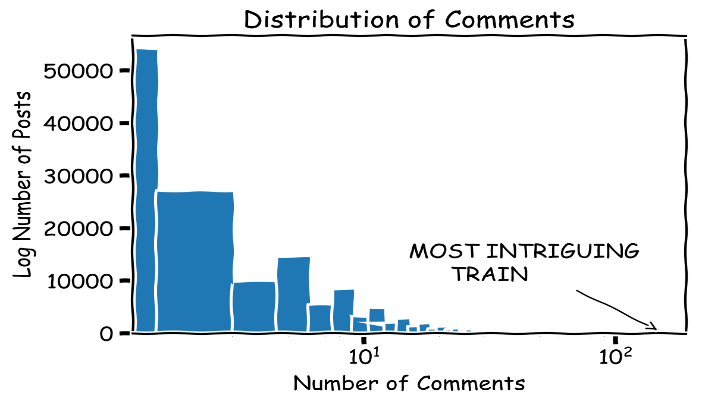 Distribution of Comments
Log Number of Posts
50000
40000
30000
20000
10000
0
MOST INTRIGUING
TRAIN
10¹
10²
Number of Comments